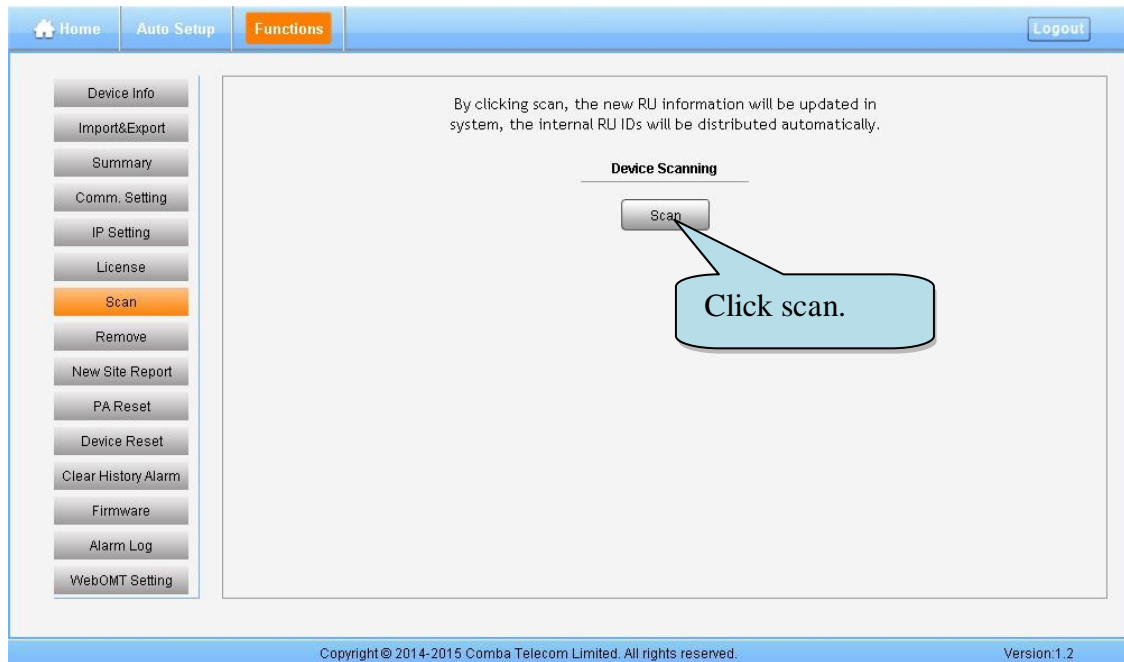 Home Auto Setup Functions Logout
Device Info
Import&Export
Summary
Comm. Setting
IP Setting
License
Scan
Remove
New Site Report
PA Reset
Device Reset
Clear History Alarm
Firmware
Alarm Log
WebOMT Setting
By clicking scan, the new RU information will be updated in
system, the internal RU IDs will be distributed automatically.
Device Scanning
Scan
Click scan.
Copyright © 2014-2015 Comba Telecom Limited. All rights reserved. Version:1.2